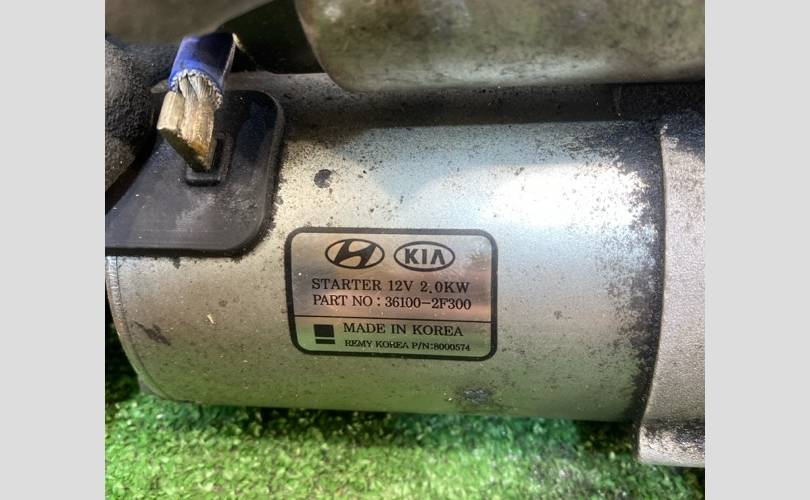 KIA
STARTER 12V 2.0KW
PART NO : 36100-2F300
MADE IN KOREA
REMY KOREA P/N:8000574